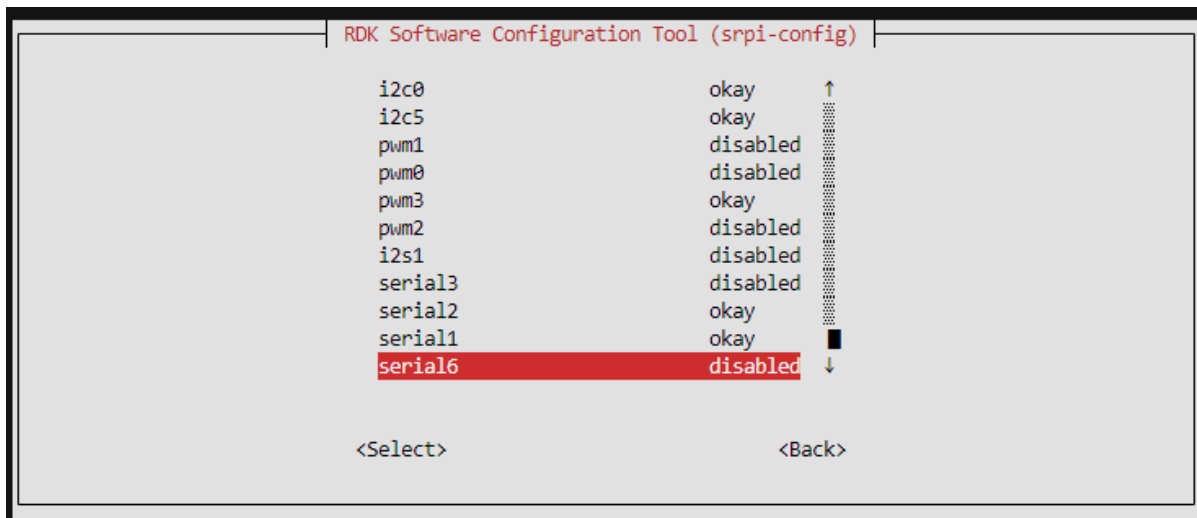 RDK Software Configuration Tool (srpi-config)
i2c0 okay ↑
i2c5 okay
pwm1 disabled
pwm0 disabled
pwm3 okay
pwm2 disabled
i2s1 disabled
serial3 disabled
serial2 okay
serial1 okay
serial6 disabled ↓
<Select> <Back>